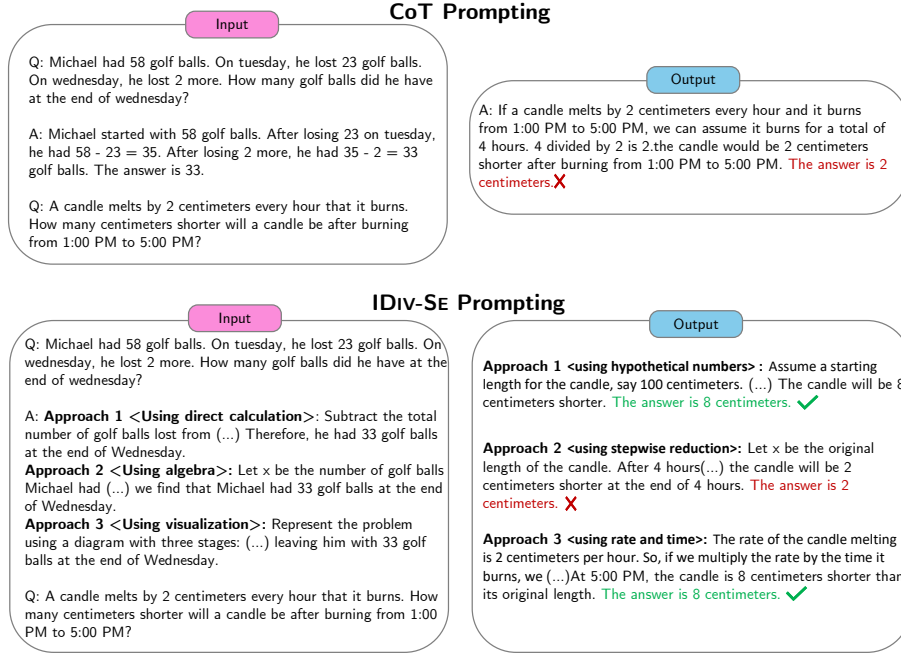 CoT Prompting
Input
Q: Michael had 58 golf balls. On tuesday, he lost 23 golf balls.
On wednesday, he lost 2 more. How many golf balls did he have
at the end of wednesday?
A: Michael started with 58 golf balls. After losing 23 on tuesday,
he had 58 - 23 = 35. After losing 2 more, he had 35 - 2 = 33
golf balls. The answer is 33.
Q: A candle melts by 2 centimeters every hour that it burns.
How many centimeters shorter will a candle be after burning
from 1:00 PM to 5:00 PM?
Output
A: If a candle melts by 2 centimeters every hour and it burns
from 1:00 PM to 5:00 PM, we can assume it burns for a total of
4 hours. 4 divided by 2 is 2.the candle would be 2 centimeters
shorter after burning from 1:00 PM to 5:00 PM. The answer is 2
centimeters.✗
IDIV-SE Prompting
Input
Q: Michael had 58 golf balls. On tuesday, he lost 23 golf balls. On
wednesday, he lost 2 more. How many golf balls did he have at the
end of wednesday?
A: Approach 1 <Using direct calculation>: Subtract the total
number of golf balls lost from (...) Therefore, he had 33 golf balls
at the end of Wednesday.
Approach 2 <Using algebra>: Let x be the number of golf balls
Michael had (...) we find that Michael had 33 golf balls at the end
of Wednesday.
Approach 3 <Using visualization>: Represent the problem
using a diagram with three stages: (...) leaving him with 33 golf
balls at the end of Wednesday.
Q: A candle melts by 2 centimeters every hour that it burns. How
many centimeters shorter will a candle be after burning from 1:00
PM to 5:00 PM?
Output
Approach 1 <using hypothetical numbers> : Assume a starting
length for the candle, say 100 centimeters. (...) The candle will be 8
centimeters shorter. The answer is 8 centimeters. ✓
Approach 2 <using stepwise reduction>: Let x be the original
length of the candle. After 4 hours(...) the candle will be 2
centimeters shorter at the end of 4 hours. The answer is 2
centimeters. ✗
Approach 3 <using rate and time>: The rate of the candle melting
is 2 centimeters per hour. So, if we multiply the rate by the time it
burns, we (...)At 5:00 PM, the candle is 8 centimeters shorter than
its original length. The answer is 8 centimeters. ✓